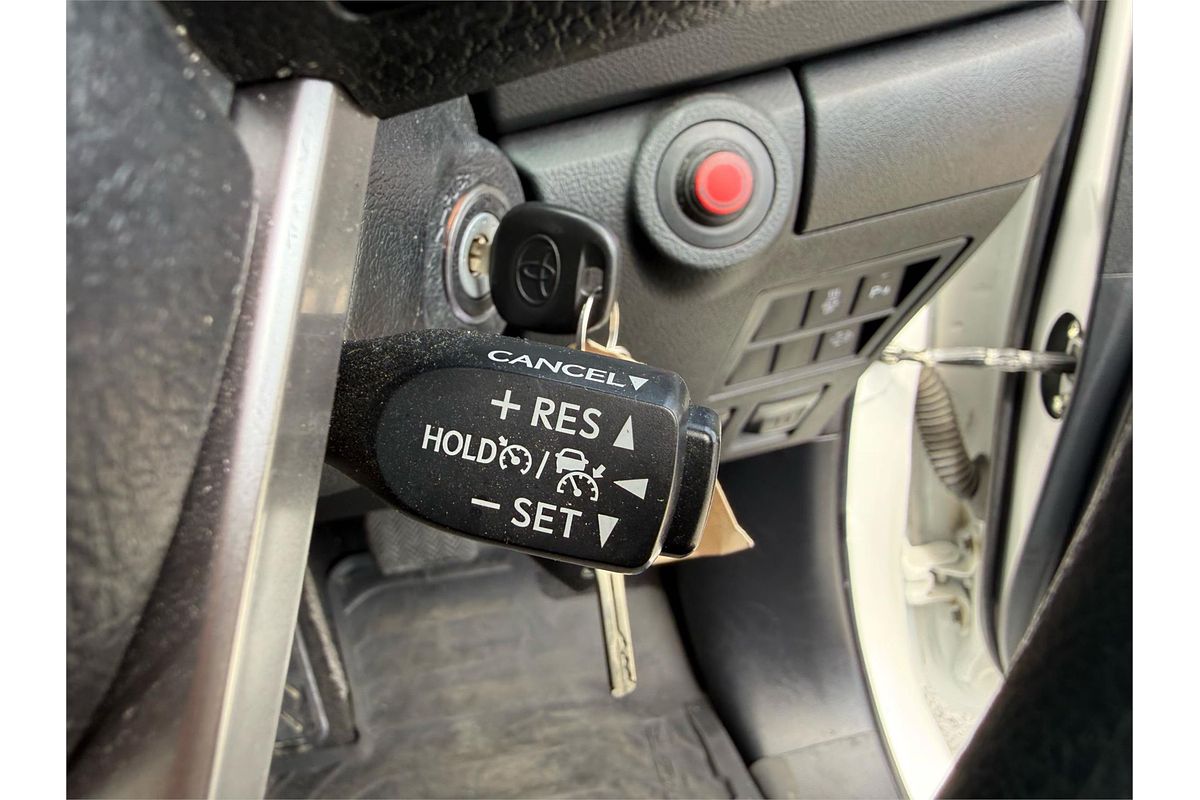 CANCEL▼
+ RES ▲
HOLD / ◀
− SET ▼